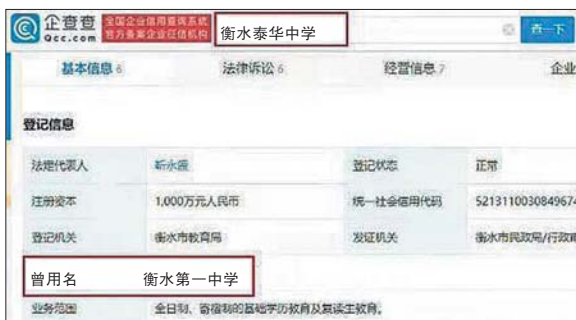 企查查 全国企业信用查询系统 衡水泰华中学 查一下
Qcc.com 官方备案企业征信机构
基本信息 6 法律诉讼 6 经营信息 7 企业
登记信息
法定代表人 登记状态 正常
注册资本 1,000万元人民币 统一社会信用代码 5213110030849674
登记机关 衡水市教育局 发证机关 衡水市民政局/行政审
曾用名 衡水第一中学
业务范围 全日制、寄宿制的基础学历教育及复读生教育。